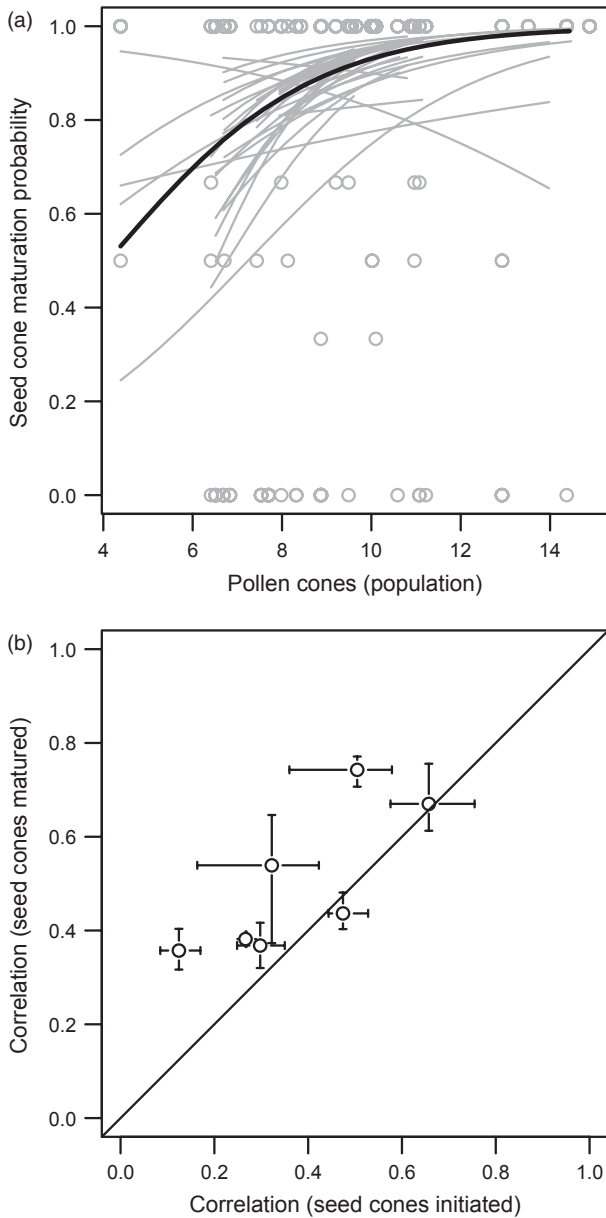 (a)
1.0
0.8
0.6
0.4
0.2
0.0
Seed cone maturation probability
4 6 8 10 12 14
Pollen cones (population)
(b)
1.0
0.8
0.6
0.4
0.2
0.0
Correlation (seed cones matured)
0.0 0.2 0.4 0.6 0.8 1.0
Correlation (seed cones initiated)